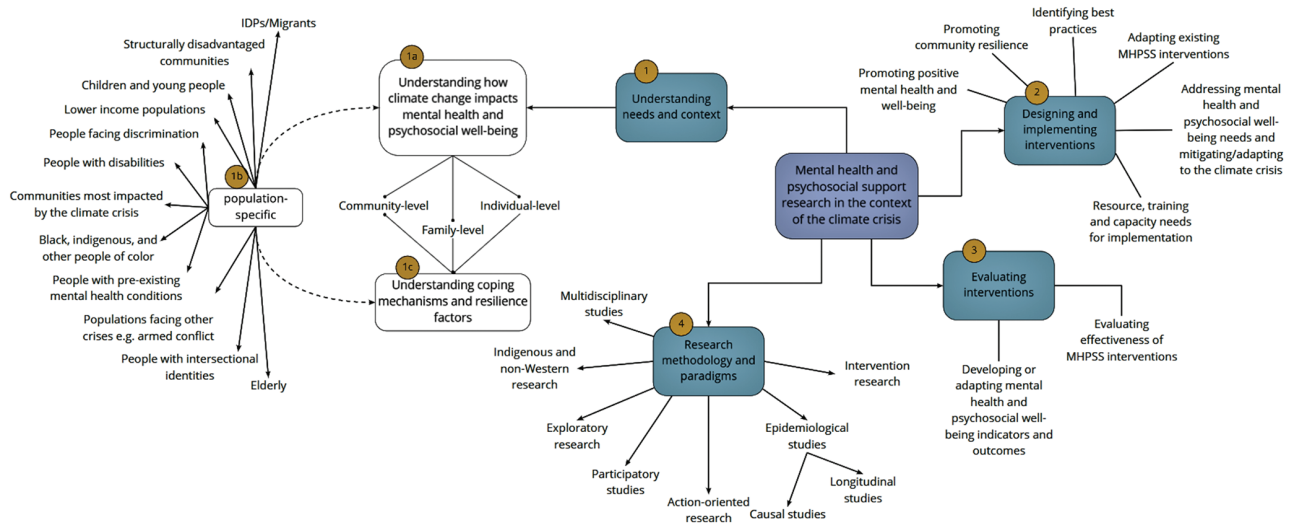 IDPs/Migrants
Structurally disadvantaged
communities
Children and young people
Lower income populations
People facing discrimination
People with disabilities
Communities most impacted
by the climate crisis
Black, indigenous, and
other people of color
People with pre-existing
mental health conditions
Populations facing other
crises e.g. armed conflict
People with intersectional
identities
Elderly
1b
population-
specific
1a
Understanding how
climate change impacts
mental health and
psychosocial well-being
Community-level
Individual-level
Family-level
1c
Understanding coping
mechanisms and resilience
factors
1
Understanding
needs and context
Mental health and
psychosocial support
research in the context
of the climate crisis
2
Designing and
implementing
interventions
Promoting positive
mental health and
well-being
Promoting
community resilience
Identifying best
practices
Adapting existing
MHPSS interventions
Addressing mental
health and
psychosocial well-
being needs and
mitigating/adapting
to the climate crisis
Resource, training
and capacity needs
for implementation
3
Evaluating
interventions
Evaluating
effectiveness of
MHPSS interventions
Developing or
adapting mental
health and
psychosocial well-
being indicators and
outcomes
4
Research
methodology and
paradigms
Multidisciplinary
studies
Indigenous and
non-Western
research
Exploratory
research
Participatory
studies
Action-oriented
research
Epidemiological
studies
Causal studies
Longitudinal
studies
Intervention
research